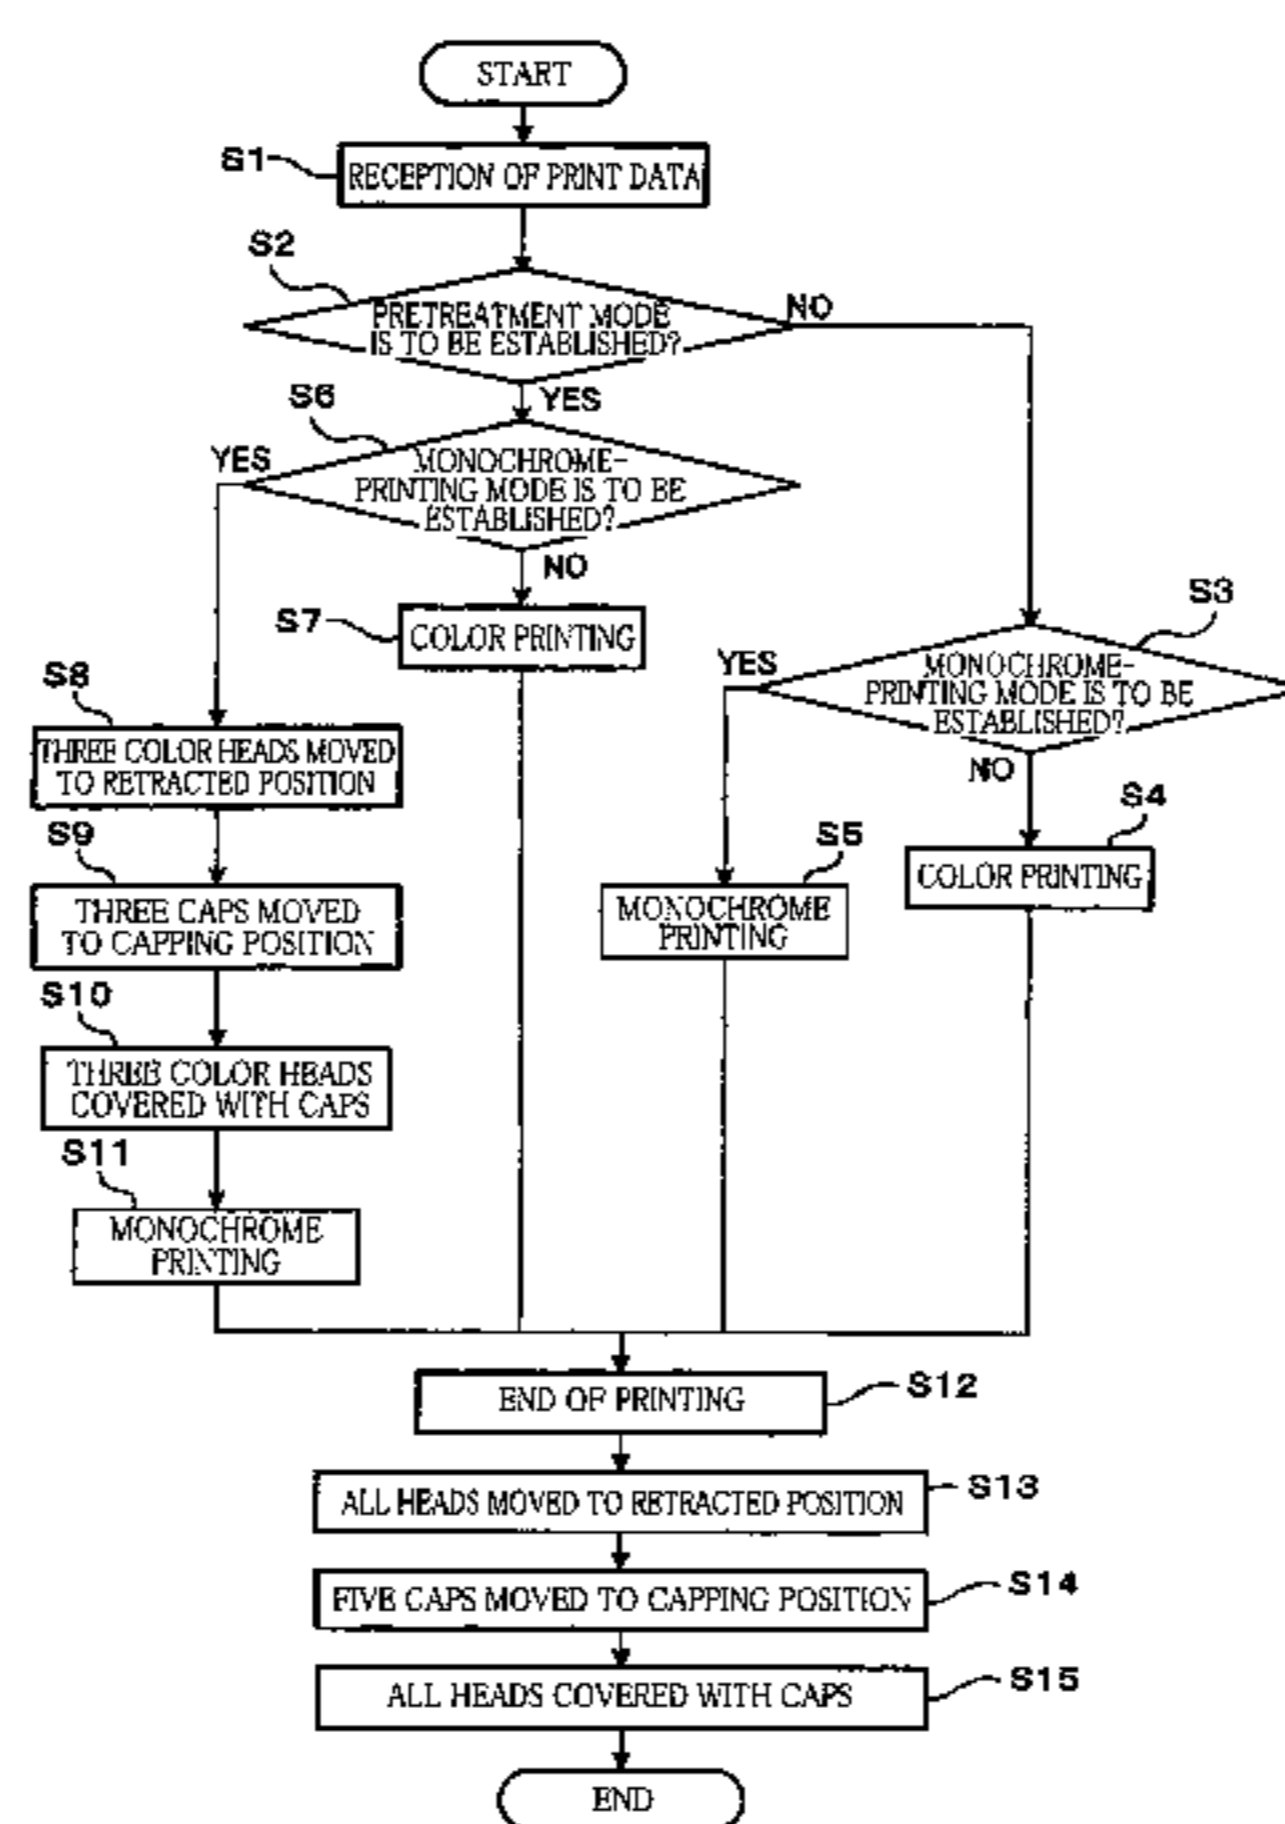 START
S1
RECEPTION OF PRINT DATA
S2
PRETREATMENT MODE
IS TO BE ESTABLISHED?
NO
YES
S6
YES
MONOCHROME-
PRINTING MODE IS TO BE
ESTABLISHED?
NO
S7
COLOR PRINTING
S3
YES
MONOCHROME-
PRINTING MODE IS TO BE
ESTABLISHED?
NO
S8
THREE COLOR HEADS MOVED
TO RETRACTED POSITION
S4
COLOR PRINTING
S5
MONOCHROME
PRINTING
S9
THREE CAPS MOVED
TO CAPPING POSITION
S10
THREE COLOR HEADS
COVERED WITH CAPS
S11
MONOCHROME
PRINTING
END OF PRINTING
S12
ALL HEADS MOVED TO RETRACTED POSITION
S13
FIVE CAPS MOVED TO CAPPING POSITION
S14
ALL HEADS COVERED WITH CAPS
S15
END